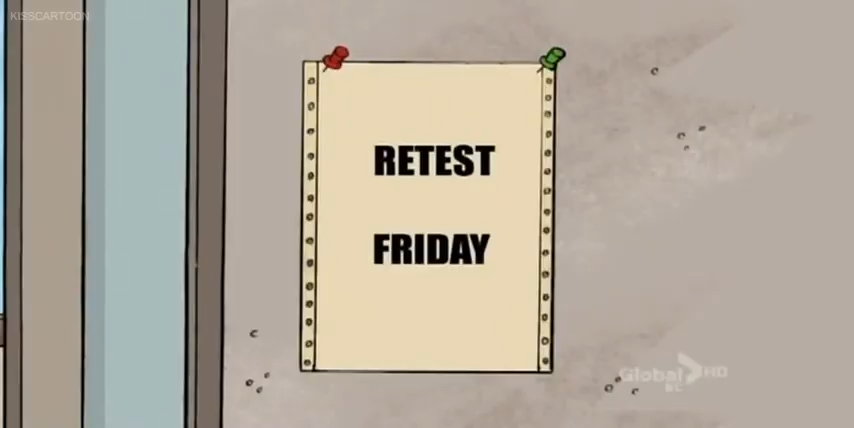 KISSCARTOON
RETEST
FRIDAY
Global HD
BC